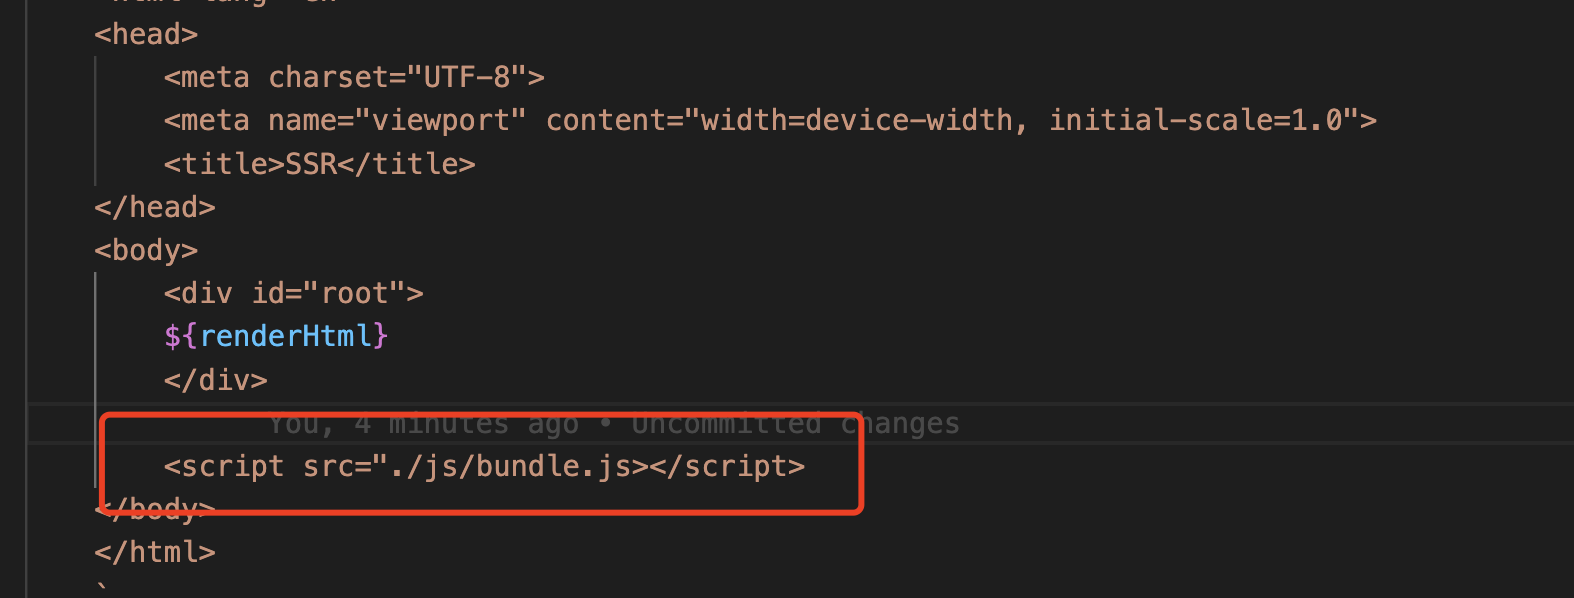 <head>
<meta charset="UTF-8">
<meta name="viewport" content="width=device-width, initial-scale=1.0">
<title>SSR</title>
</head>
<body>
<div id="root">
${renderHtml}
</div>
You, 4 minutes ago • Uncommitted changes
<script src="./js/bundle.js></script>
</body>
</html>
`